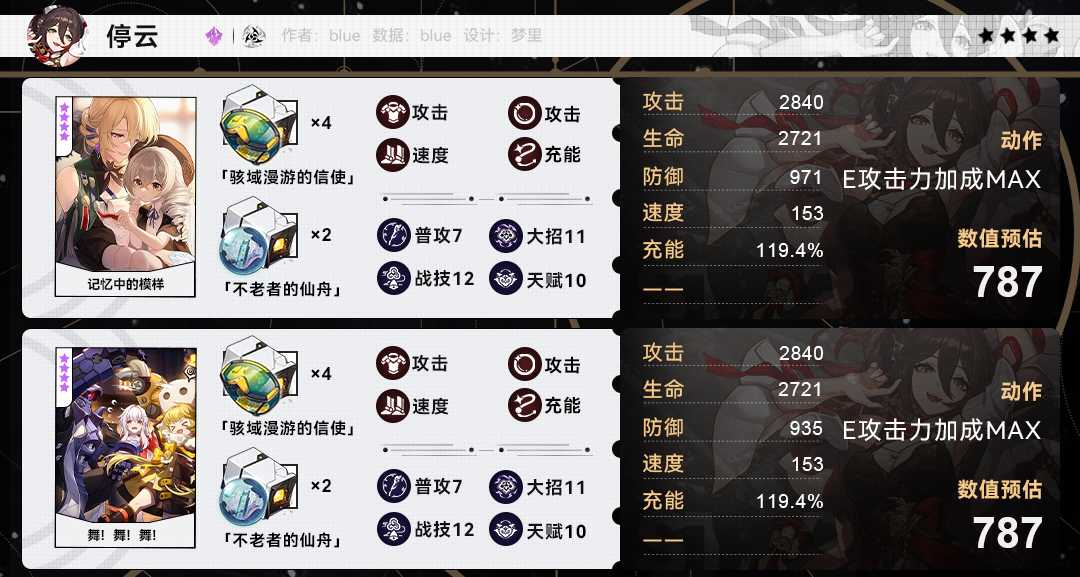 停云 作者：blue 数据：blue 设计：梦里
记忆中的模样
×4
「骇域漫游的信使」
×2
「不老者的仙舟」
攻击 攻击
速度 充能
普攻7 大招11
战技12 天赋10
攻击 2840
生命 2721
防御 971
速度 153
充能 119.4%
一一
动作
E攻击力加成MAX
数值预估
787
舞！舞！舞！
×4
「骇域漫游的信使」
×2
「不老者的仙舟」
攻击 攻击
速度 充能
普攻7 大招11
战技12 天赋10
攻击 2840
生命 2721
防御 935
速度 153
充能 119.4%
一一
动作
E攻击力加成MAX
数值预估
787